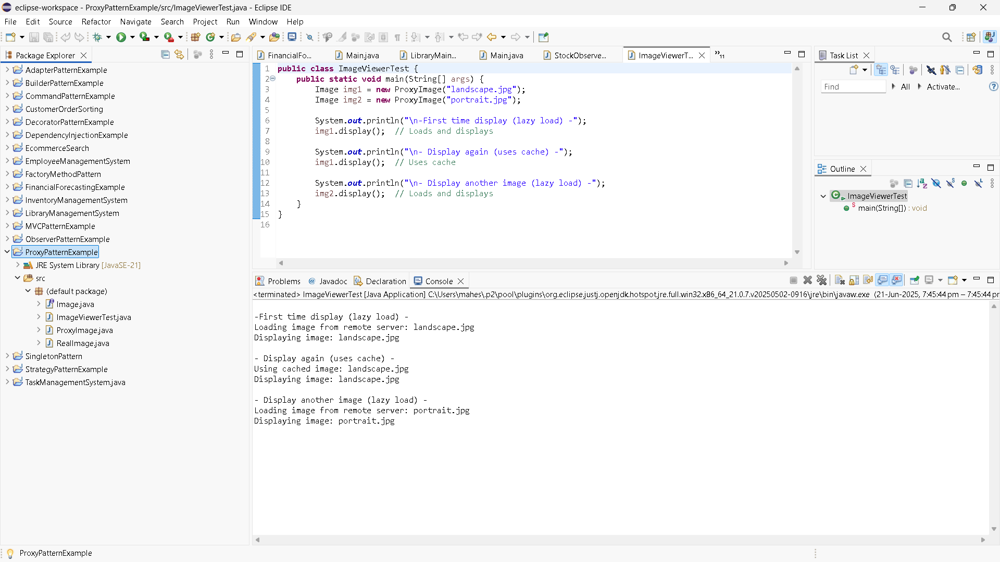 eclipse-workspace - ProxyPatternExample/src/ImageViewerTest.java - Eclipse IDE
File Edit Source Refactor Navigate Search Project Run Window Help
Package Explorer
AdapterPatternExample
BuilderPatternExample
CommandPatternExample
CustomerOrderSorting
DecoratorPatternExample
DependencyInjectionExample
EcommerceSearch
EmployeeManagementSystem
FactoryMethodPattern
FinancialForecastingExample
InventoryManagementSystem
LibraryManagementSystem
MVCPatternExample
ObserverPatternExample
ProxyPatternExample
JRE System Library [JavaSE-21]
src
(default package)
Image.java
ImageViewerTest.java
ProxyImage.java
RealImage.java
SingletonPattern
StrategyPatternExample
TaskManagementSystem.java
FinancialFo... Main.java LibraryMain... Main.java StockObserve... ImageViewerT... »11
1 public class ImageViewerTest {
2 public static void main(String[] args) {
3 Image img1 = new ProxyImage("landscape.jpg");
4 Image img2 = new ProxyImage("portrait.jpg");
5
6 System.out.println("\n-First time display (lazy load) -");
7 img1.display(); // Loads and displays
8
9 System.out.println("\n- Display again (uses cache) -");
10 img1.display(); // Uses cache
11
12 System.out.println("\n- Display another image (lazy load) -");
13 img2.display(); // Loads and displays
14 }
15 }
16
Task List
Find All Activate...
Outline
ImageViewerTest
main(String[]) : void
Problems Javadoc Declaration Console
<terminated> ImageViewerTest [Java Application] C:\Users\mahes\.p2\pool\plugins\org.eclipse.justj.openjdk.hotspot.jre.full.win32.x86_64_21.0.7.v20250502-0916\jre\bin\javaw.exe (21-Jun-2025, 7:45:44 pm – 7:45:44 pr
-First time display (lazy load) -
Loading image from remote server: landscape.jpg
Displaying image: landscape.jpg
- Display again (uses cache) -
Using cached image: landscape.jpg
Displaying image: landscape.jpg
- Display another image (lazy load) -
Loading image from remote server: portrait.jpg
Displaying image: portrait.jpg
ProxyPatternExample